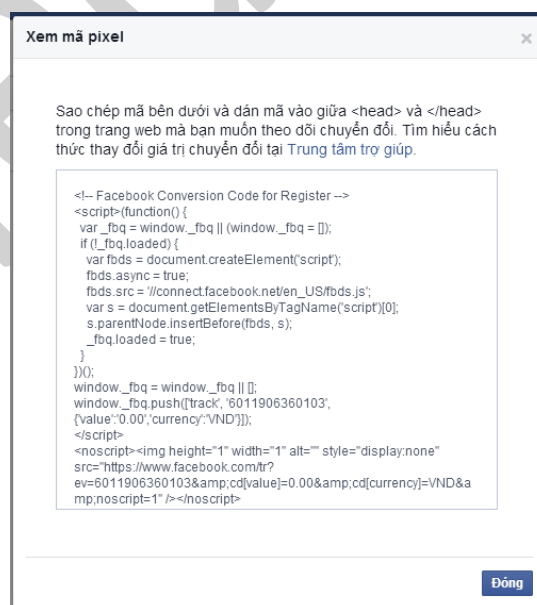 Xem mã pixel
×
Sao chép mã bên dưới và dán mã vào giữa <head> và </head>
trong trang web mà bạn muốn theo dõi chuyển đổi. Tìm hiểu cách
thức thay đổi giá trị chuyển đổi tại Trung tâm trợ giúp.
<!-- Facebook Conversion Code for Register -->
<script>(function() {
var _fbq = window._fbq || (window._fbq = []);
if (!_fbq.loaded) {
var fbds = document.createElement('script');
fbds.async = true;
fbds.src = '//connect.facebook.net/en_US/fbds.js';
var s = document.getElementsByTagName('script')[0];
s.parentNode.insertBefore(fbds, s);
_fbq.loaded = true;
}
})();
window._fbq = window._fbq || [];
window._fbq.push(['track', '6011906360103',
{'value':'0.00','currency':'VND'}]);
</script>
<noscript><img height="1" width="1" alt="" style="display:none"
src="https://www.facebook.com/tr?
ev=6011906360103&amp;cd[value]=0.00&amp;cd[currency]=VND&a
mp;noscript=1" /></noscript>
Đóng